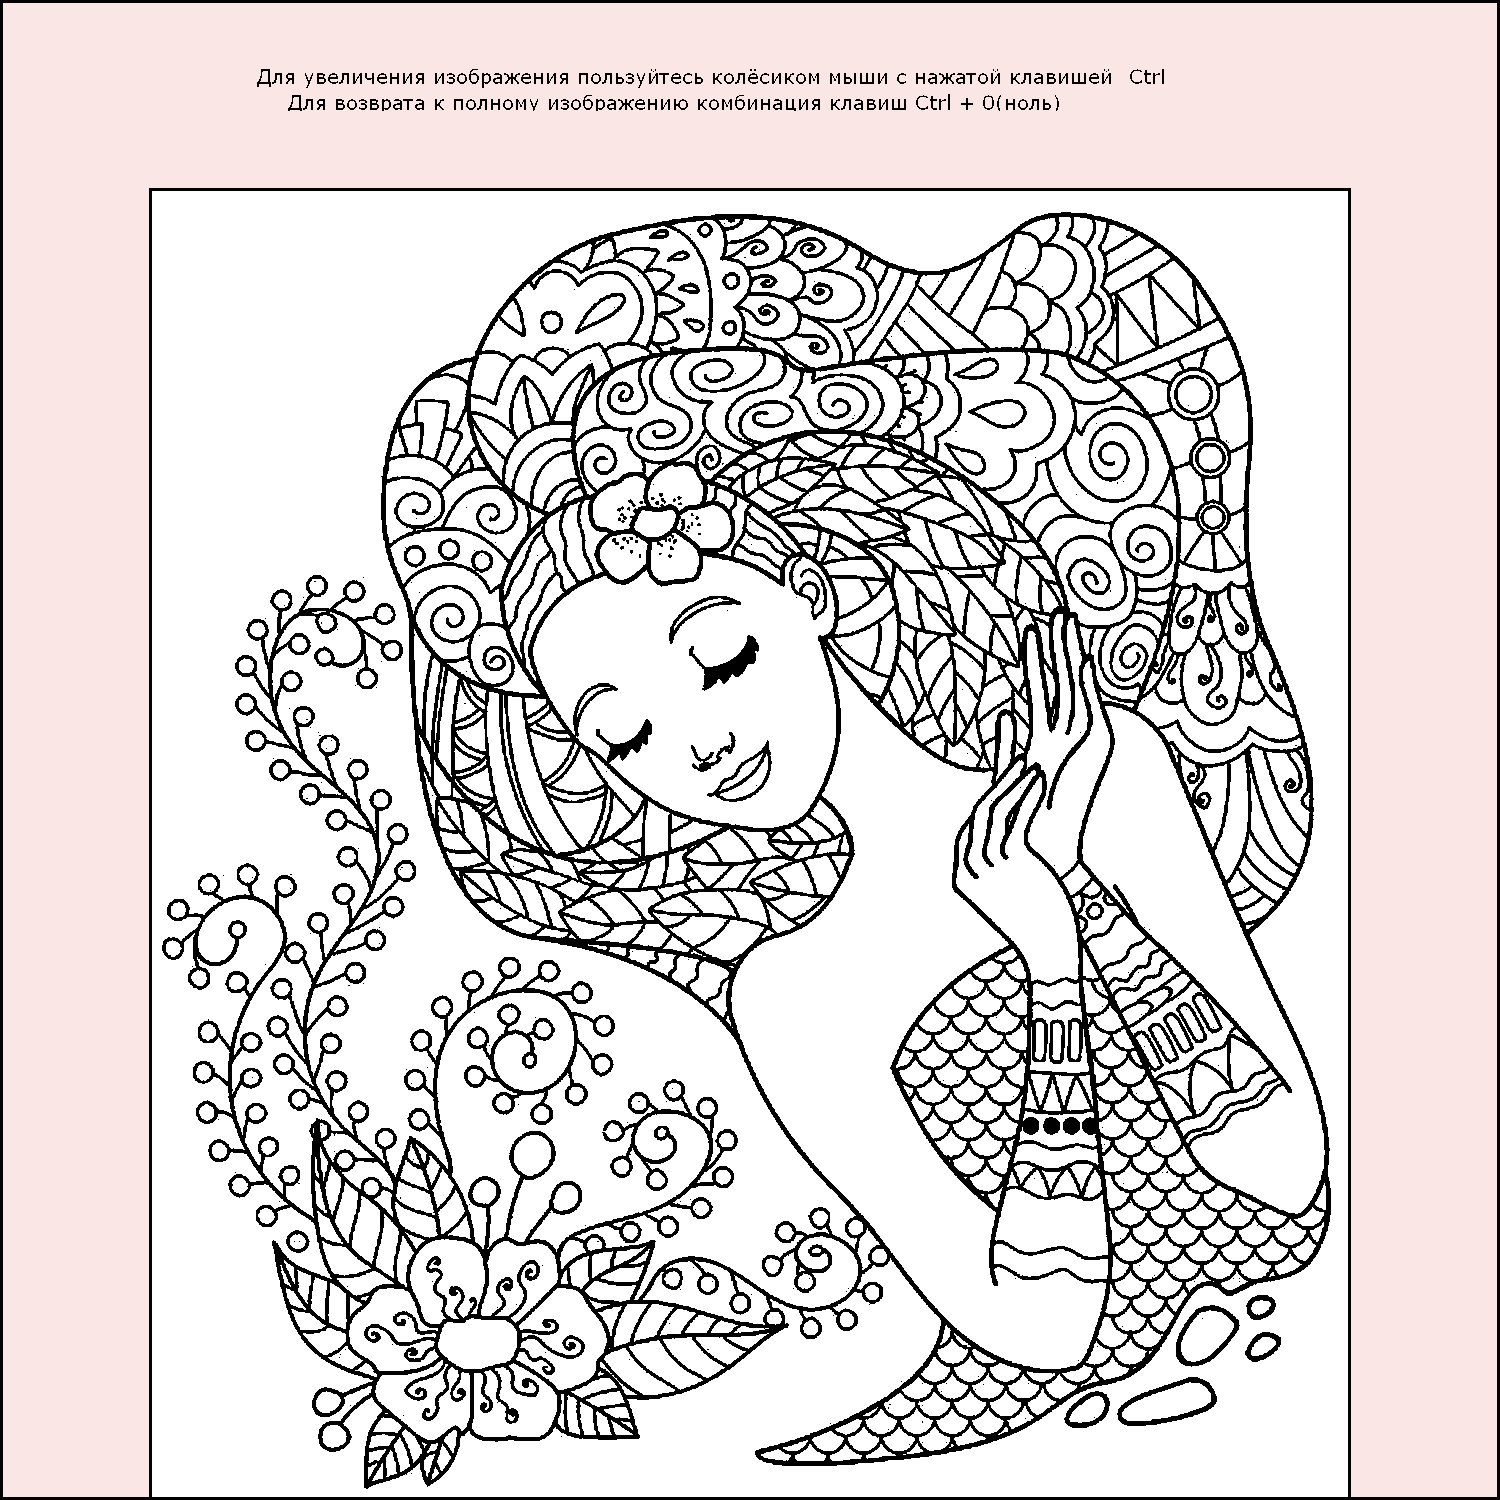 Для увеличения изображения пользуйтесь колёсиком мыши с нажатой клавишей  Ctrl
Для возврата к полному изображению комбинация клавиш Ctrl + 0(ноль)